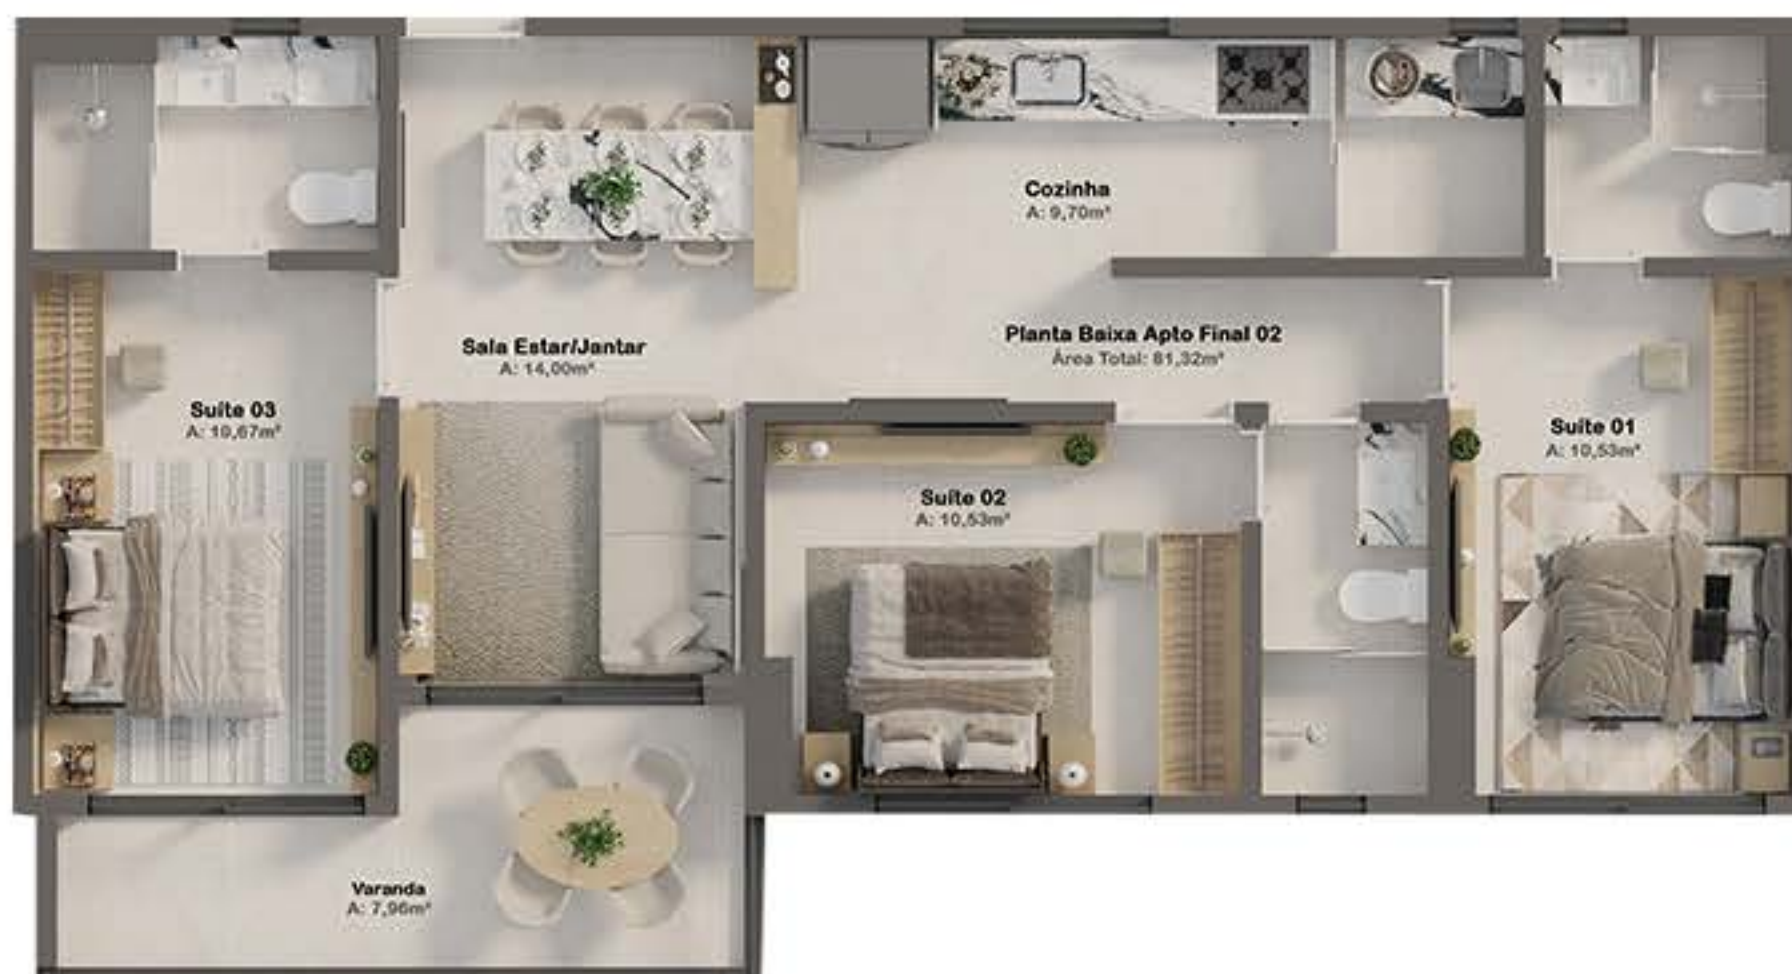 Cozinha
A: 9,70m²
Sala Estar/Jantar
A: 14,00m²
Planta Baixa Apto Final 02
Área Total: 81,32m²
Suíte 03
A: 10,67m²
Suíte 01
A: 10,53m²
Suíte 02
A: 10,53m²
Varanda
A: 7,96m²